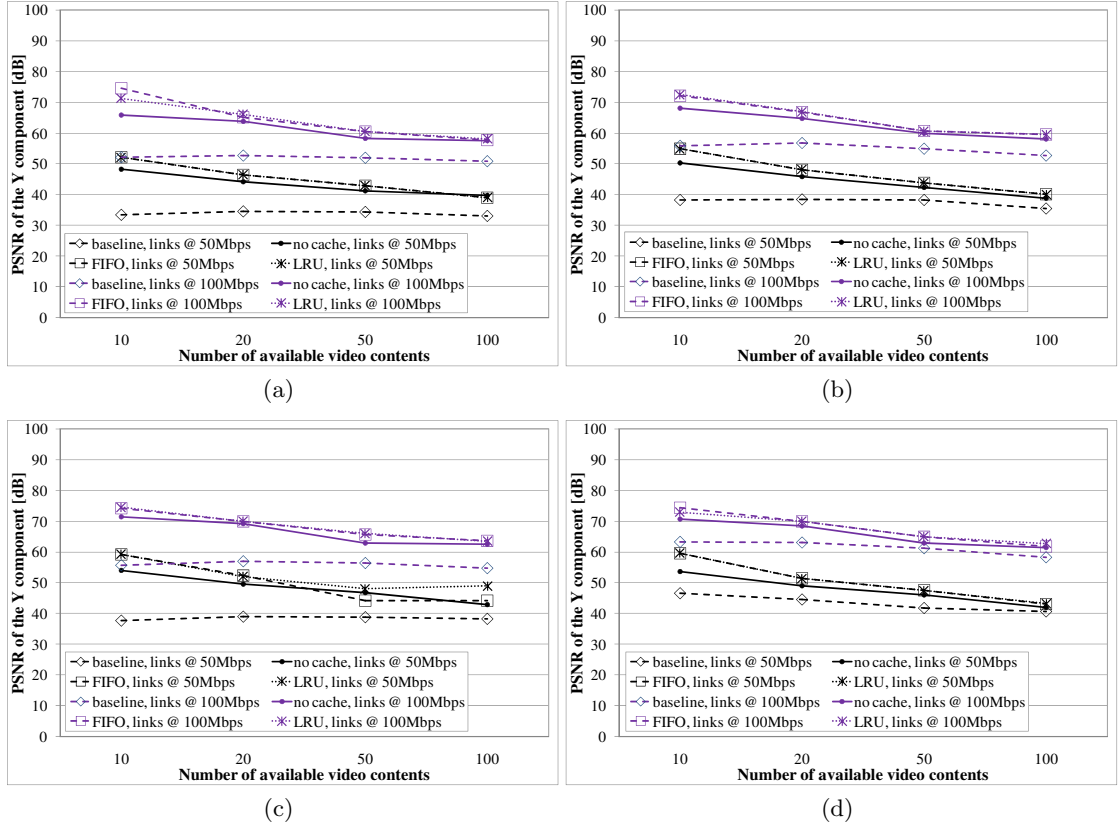 100
90
80
70
60
50
40
30
20
10
0
PSNR of the Y component [dB]
baseline, links @ 50Mbps
no cache, links @ 50Mbps
FIFO, links @ 50Mbps
LRU, links @ 50Mbps
baseline, links @ 100Mbps
no cache, links @ 100Mbps
FIFO, links @ 100Mbps
LRU, links @ 100Mbps
10 20 50 100
Number of available video contents
(a)
100
90
80
70
60
50
40
30
20
10
0
PSNR of the Y component [dB]
baseline, links @ 50Mbps
no cache, links @ 50Mbps
FIFO, links @ 50Mbps
LRU, links @ 50Mbps
baseline, links @ 100Mbps
no cache, links @ 100Mbps
FIFO, links @ 100Mbps
LRU, links @ 100Mbps
10 20 50 100
Number of available video contents
(b)
100
90
80
70
60
50
40
30
20
10
0
PSNR of the Y component [dB]
baseline, links @ 50Mbps
no cache, links @ 50Mbps
FIFO, links @ 50Mbps
LRU, links @ 50Mbps
baseline, links @ 100Mbps
no cache, links @ 100Mbps
FIFO, links @ 100Mbps
LRU, links @ 100Mbps
10 20 50 100
Number of available video contents
(c)
100
90
80
70
60
50
40
30
20
10
0
PSNR of the Y component [dB]
baseline, links @ 50Mbps
no cache, links @ 50Mbps
FIFO, links @ 50Mbps
LRU, links @ 50Mbps
baseline, links @ 100Mbps
no cache, links @ 100Mbps
FIFO, links @ 100Mbps
LRU, links @ 100Mbps
10 20 50 100
Number of available video contents
(d)